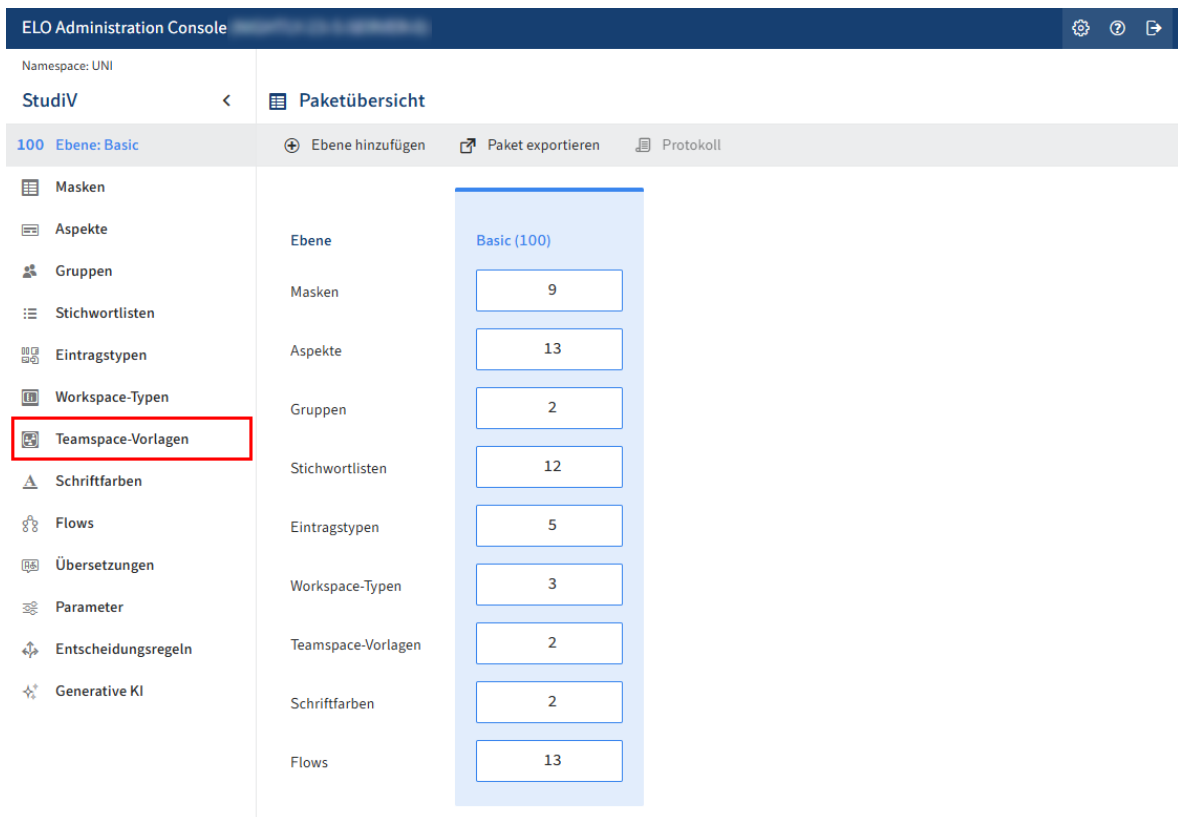 ELO Administration Console
Namespace: UNI
StudiV
Paketübersicht
100 Ebene: Basic
Ebene hinzufügen
Paket exportieren
Protokoll
Masken
Aspekte
Gruppen
Stichwortlisten
Eintragstypen
Workspace-Typen
Teamspace-Vorlagen
Schriftfarben
Flows
Übersetzungen
Parameter
Entscheidungsregeln
Generative KI
Ebene Basic (100)
Masken 9
Aspekte 13
Gruppen 2
Stichwortlisten 12
Eintragstypen 5
Workspace-Typen 3
Teamspace-Vorlagen 2
Schriftfarben 2
Flows 13